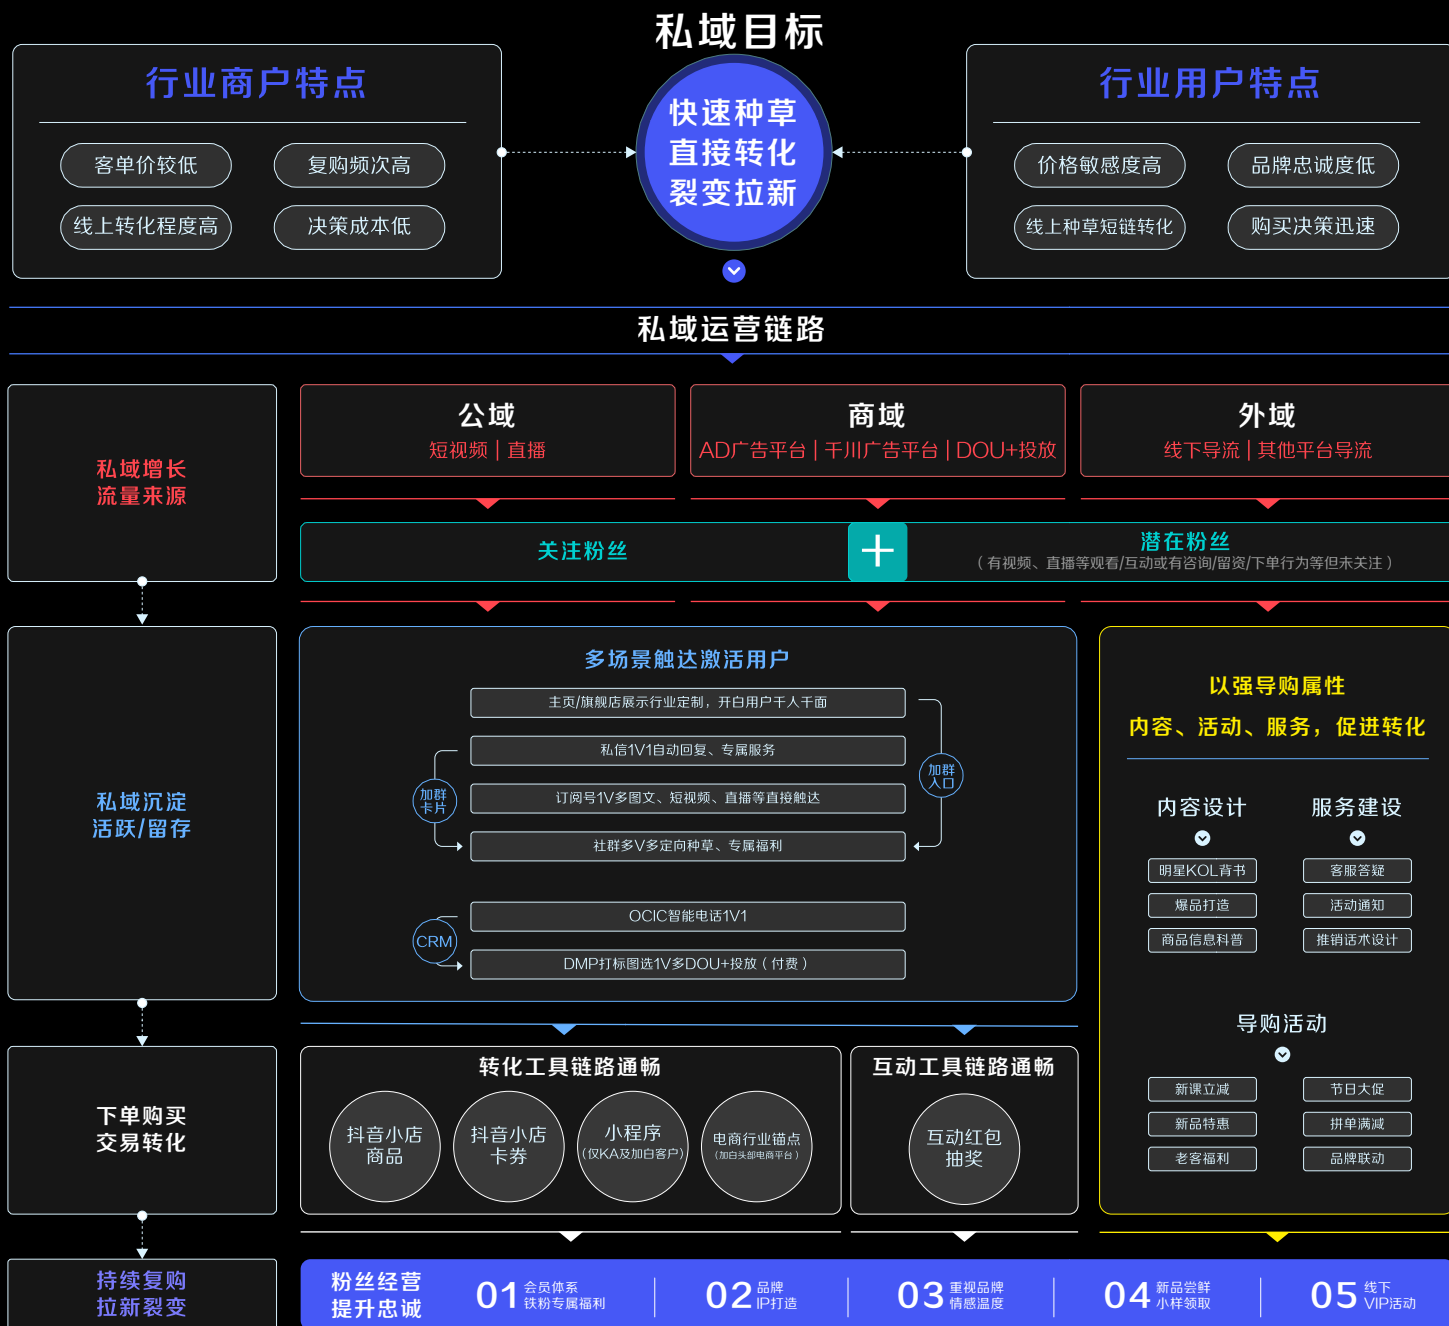 私域目标
行业商户特点
客单价较低
复购频次高
线上转化程度高
决策成本低
快速种草
直接转化
裂变拉新
行业用户特点
价格敏感度高
品牌忠诚度低
线上种草短链转化
购买决策迅速
私域运营链路
私域增长
流量来源
公域
短视频 | 直播
商域
AD广告平台 | 千川广告平台 | DOU+投放
外域
线下导流 | 其他平台导流
关注粉丝
+
潜在粉丝
（有视频、直播等观看/互动或有咨询/留资/下单行为等但未关注）
私域沉淀
活跃/留存
多场景触达激活用户
主页/旗舰店展示行业定制，开白用户千人千面
私信1V1自动回复、专属服务
订阅号1V多图文、短视频、直播等直接触达
社群多V多定向种草、专属福利
加群
卡片
加群
入口
OCIC智能电话1V1
CRM
DMP打标圈选1V多DOU+投放（付费）
以强导购属性
内容、活动、服务，促进转化
内容设计
明星KOL背书
爆品打造
商品信息科普
服务建设
客服答疑
活动通知
推销话术设计
导购活动
新课立减
节日大促
新品特惠
拼单满减
老客福利
品牌联动
下单购买
交易转化
转化工具链路通畅
抖音小店
商品
抖音小店
卡券
小程序
（仅KA及加白客户）
电商行业锚点
（加白头部电商平台）
互动工具链路通畅
互动红包
抽奖
持续复购
拉新裂变
粉丝经营
提升忠诚
01 会员体系
铁粉专属福利
02 品牌
IP打造
03 重视品牌
情感温度
04 新品尝鲜
小样领取
05 线下
VIP活动